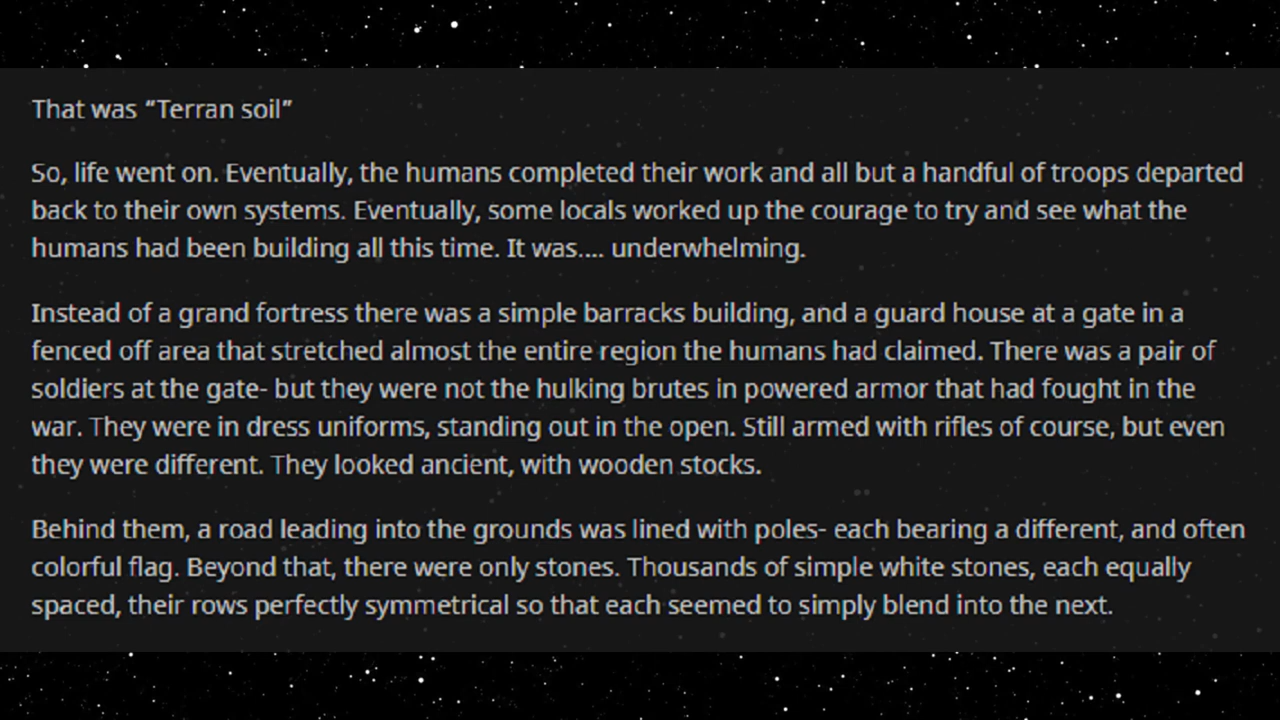 That was “Terran soil”
So, life went on. Eventually, the humans completed their work and all but a handful of troops departed
back to their own systems. Eventually, some locals worked up the courage to try and see what the
humans had been building all this time. It was.... underwhelming.
Instead of a grand fortress there was a simple barracks building, and a guard house at a gate in a
fenced off area that stretched almost the entire region the humans had claimed. There was a pair of
soldiers at the gate- but they were not the hulking brutes in powered armor that had fought in the
war. They were in dress uniforms, standing out in the open. Still armed with rifles of course, but even
they were different. They looked ancient, with wooden stocks.
Behind them, a road leading into the grounds was lined with poles- each bearing a different, and often
colorful flag. Beyond that, there were only stones. Thousands of simple white stones, each equally
spaced, their rows perfectly symmetrical so that each seemed to simply blend into the next.